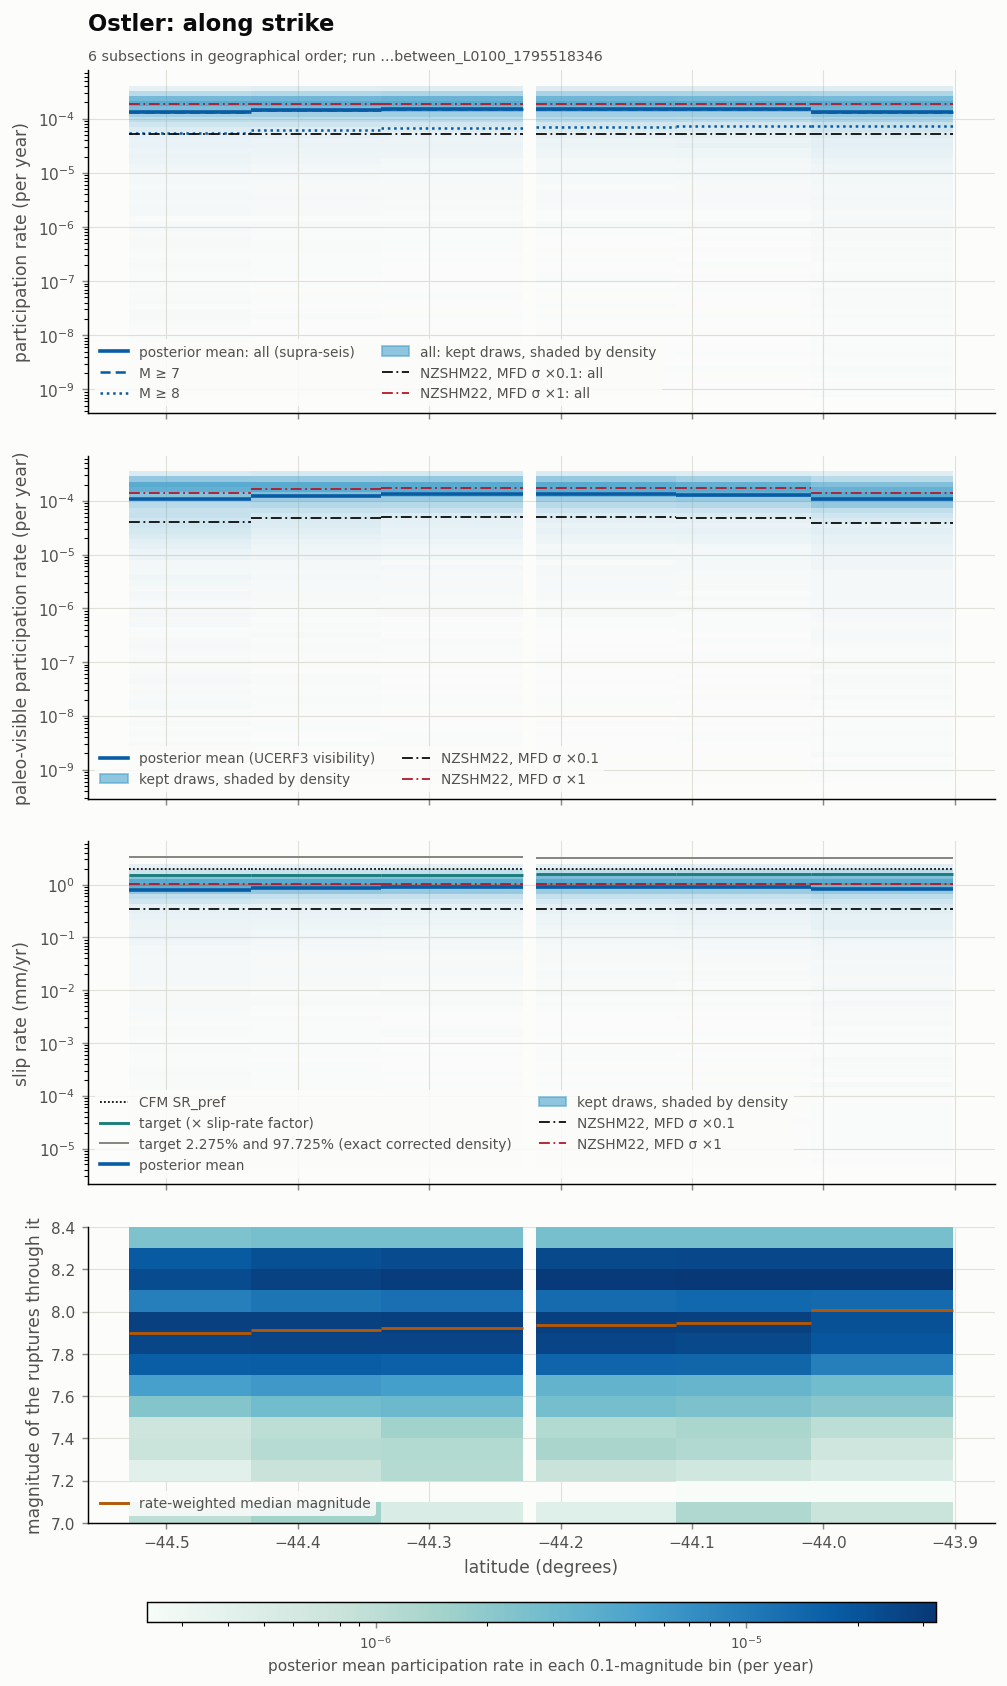 Ostler: along strike
6 subsections in geographical order; run ...between_L0100_1795518346
participation rate (per year)
10⁻⁴
10⁻⁵
10⁻⁶
10⁻⁷
10⁻⁸
10⁻⁹
posterior mean: all (supra-seis)
M ≥ 7
M ≥ 8
all: kept draws, shaded by density
NZSHM22, MFD σ ×0.1: all
NZSHM22, MFD σ ×1: all
paleo-visible participation rate (per year)
10⁻⁴
10⁻⁵
10⁻⁶
10⁻⁷
10⁻⁸
10⁻⁹
posterior mean (UCERF3 visibility)
kept draws, shaded by density
NZSHM22, MFD σ ×0.1
NZSHM22, MFD σ ×1
slip rate (mm/yr)
10⁰
10⁻¹
10⁻²
10⁻³
10⁻⁴
10⁻⁵
CFM SR_pref
target (× slip-rate factor)
target 2.275% and 97.725% (exact corrected density)
posterior mean
kept draws, shaded by density
NZSHM22, MFD σ ×0.1
NZSHM22, MFD σ ×1
magnitude of the ruptures through it
8.4
8.2
8.0
7.8
7.6
7.4
7.2
7.0
rate-weighted median magnitude
−44.5 −44.4 −44.3 −44.2 −44.1 −44.0 −43.9
latitude (degrees)
10⁻⁶ 10⁻⁵
posterior mean participation rate in each 0.1-magnitude bin (per year)